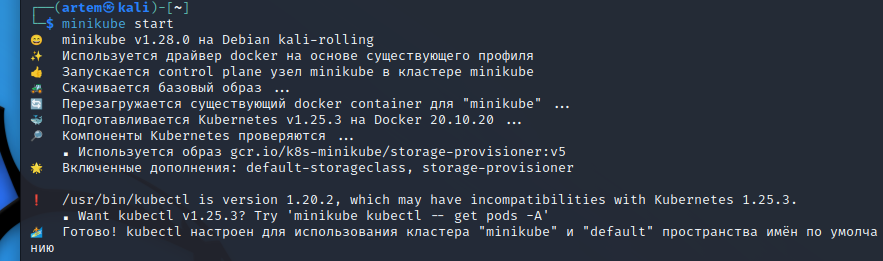 ┌──(artem㉿kali)-[~]
└─$ minikube start
😄 minikube v1.28.0 на Debian kali-rolling
✨ Используется драйвер docker на основе существующего профиля
👍 Запускается control plane узел minikube в кластере minikube
🚜 Скачивается базовый образ ...
🔄 Перезагружается существующий docker container для "minikube" ...
🐳 Подготавливается Kubernetes v1.25.3 на Docker 20.10.20 ...
🔎 Компоненты Kubernetes проверяются ...
▪ Используется образ gcr.io/k8s-minikube/storage-provisioner:v5
🌟 Включенные дополнения: default-storageclass, storage-provisioner
❗ /usr/bin/kubectl is version 1.20.2, which may have incompatibilities with Kubernetes 1.25.3.
▪ Want kubectl v1.25.3? Try 'minikube kubectl -- get pods -A'
🏄 Готово! kubectl настроен для использования кластера "minikube" и "default" пространства имён по умолча
нию